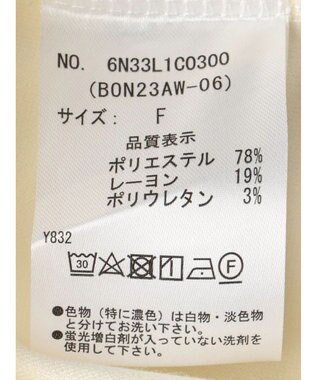 NO. 6N33L1C0300
(BON23AW-06)
サイズ: F
品質表示
ポリエステル 78%
レーヨン 19%
ポリウレタン 3%
Y832
30 F
●色物(特に濃色)は白物・淡色物
と分けてお洗い下さい。
●蛍光増白剤が入っていない洗剤を
使用して下さい。